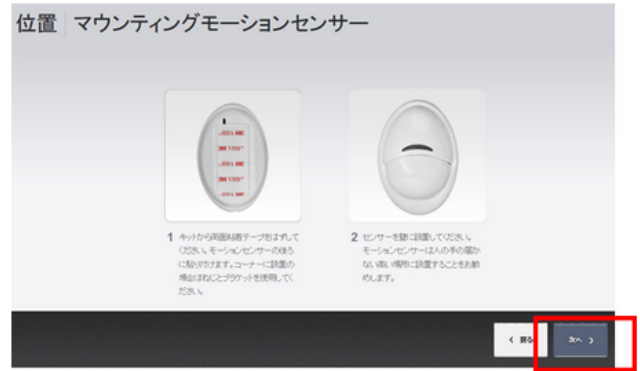 位置 マウンティングモーションセンサー
1 キットから両面粘着テープをはずして
ください。モーションセンサーの後ろ
に貼り付けます。コーナーに設置の
場合はねじとブラケットを使用してく
ださい。
2 センサーを壁に設置してください。
モーションセンサーは人の手の届か
ない高い場所に設置することをお勧
めします。
< 戻る
次へ >